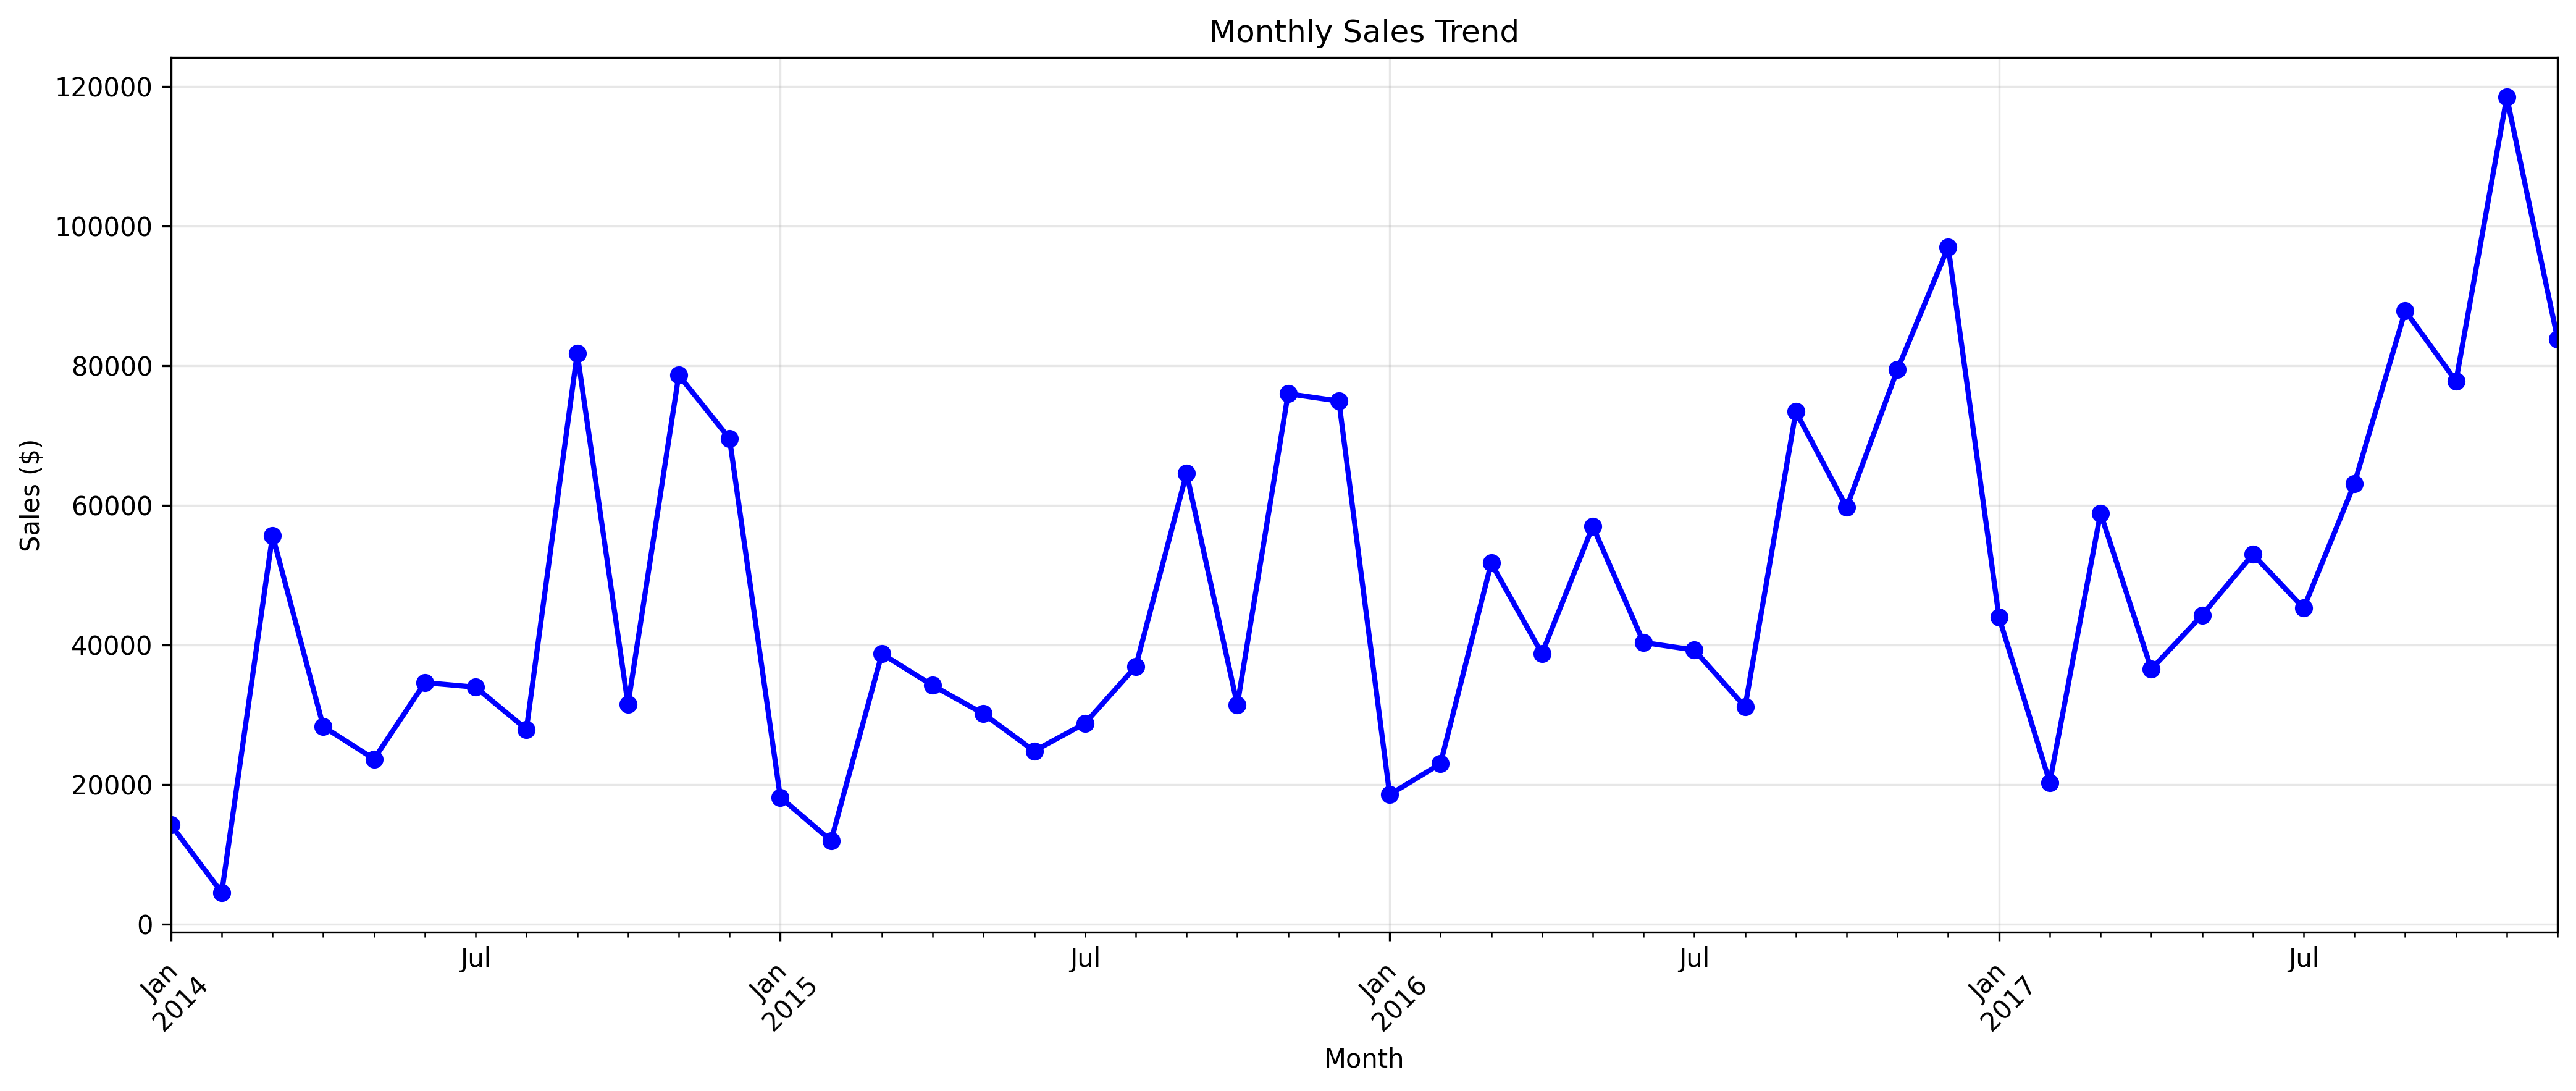 Monthly Sales Trend
120000
100000
80000
60000
40000
20000
0
Sales ($)
Jan
2014
Jul
Jan
2015
Jul
Jan
2016
Jul
Jan
2017
Jul
Month